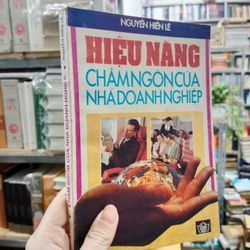 NGUYỄN HIẾN LÊ
HIỆU NĂNG
CHÂM NGÔN CỦA
NHÀ DOANH NGHIỆP